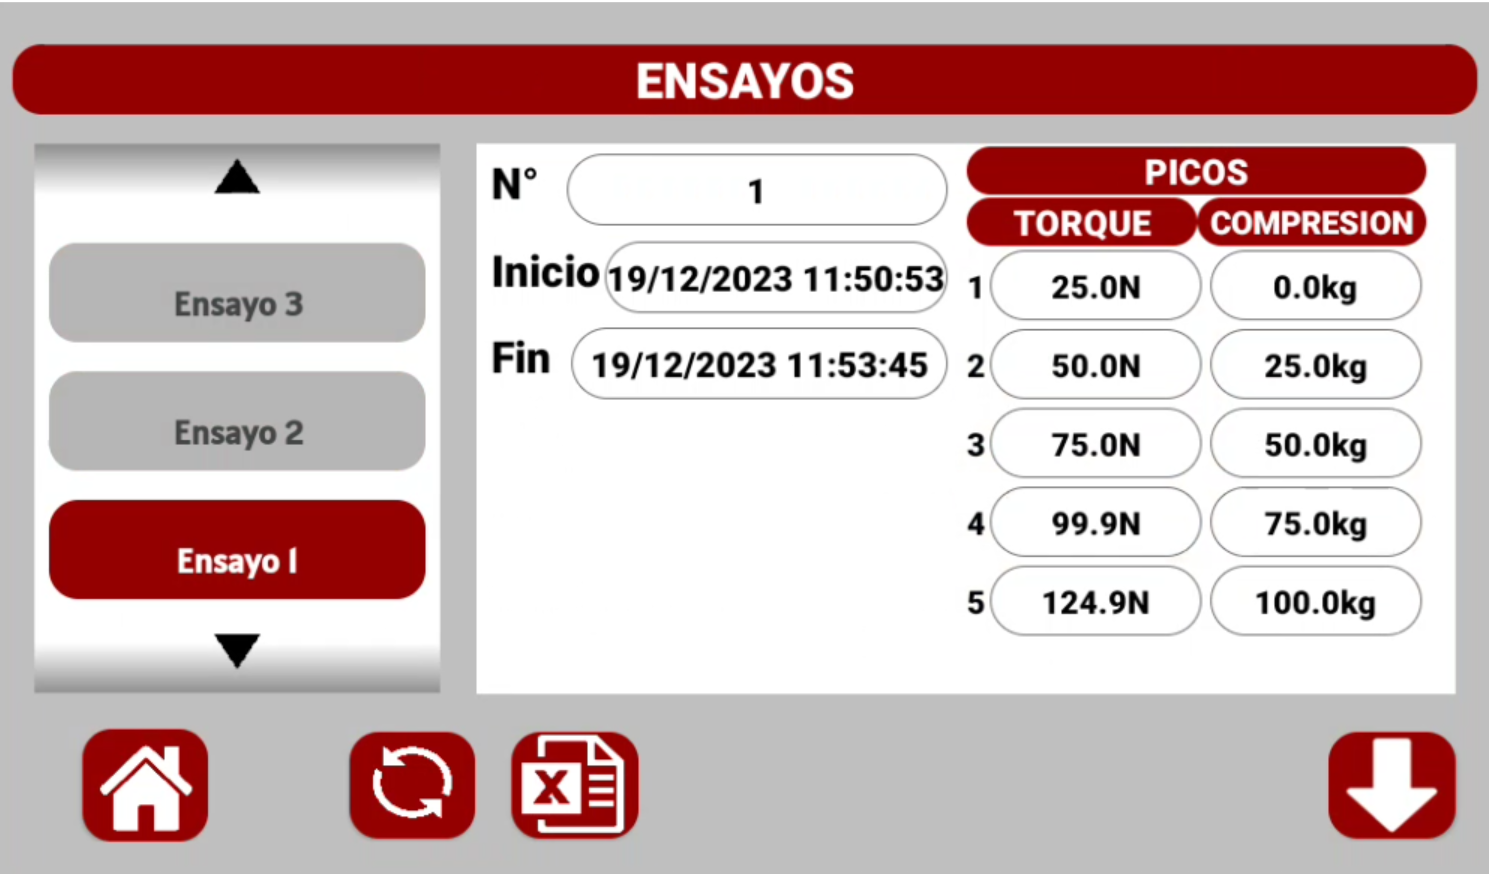 ENSAYOS
Ensayo 3
Ensayo 2
Ensayo 1
N° 1
Inicio 19/12/2023 11:50:53
Fin 19/12/2023 11:53:45
PICOS
TORQUE COMPRESION
1 25.0N 0.0kg
2 50.0N 25.0kg
3 75.0N 50.0kg
4 99.9N 75.0kg
5 124.9N 100.0kg
X